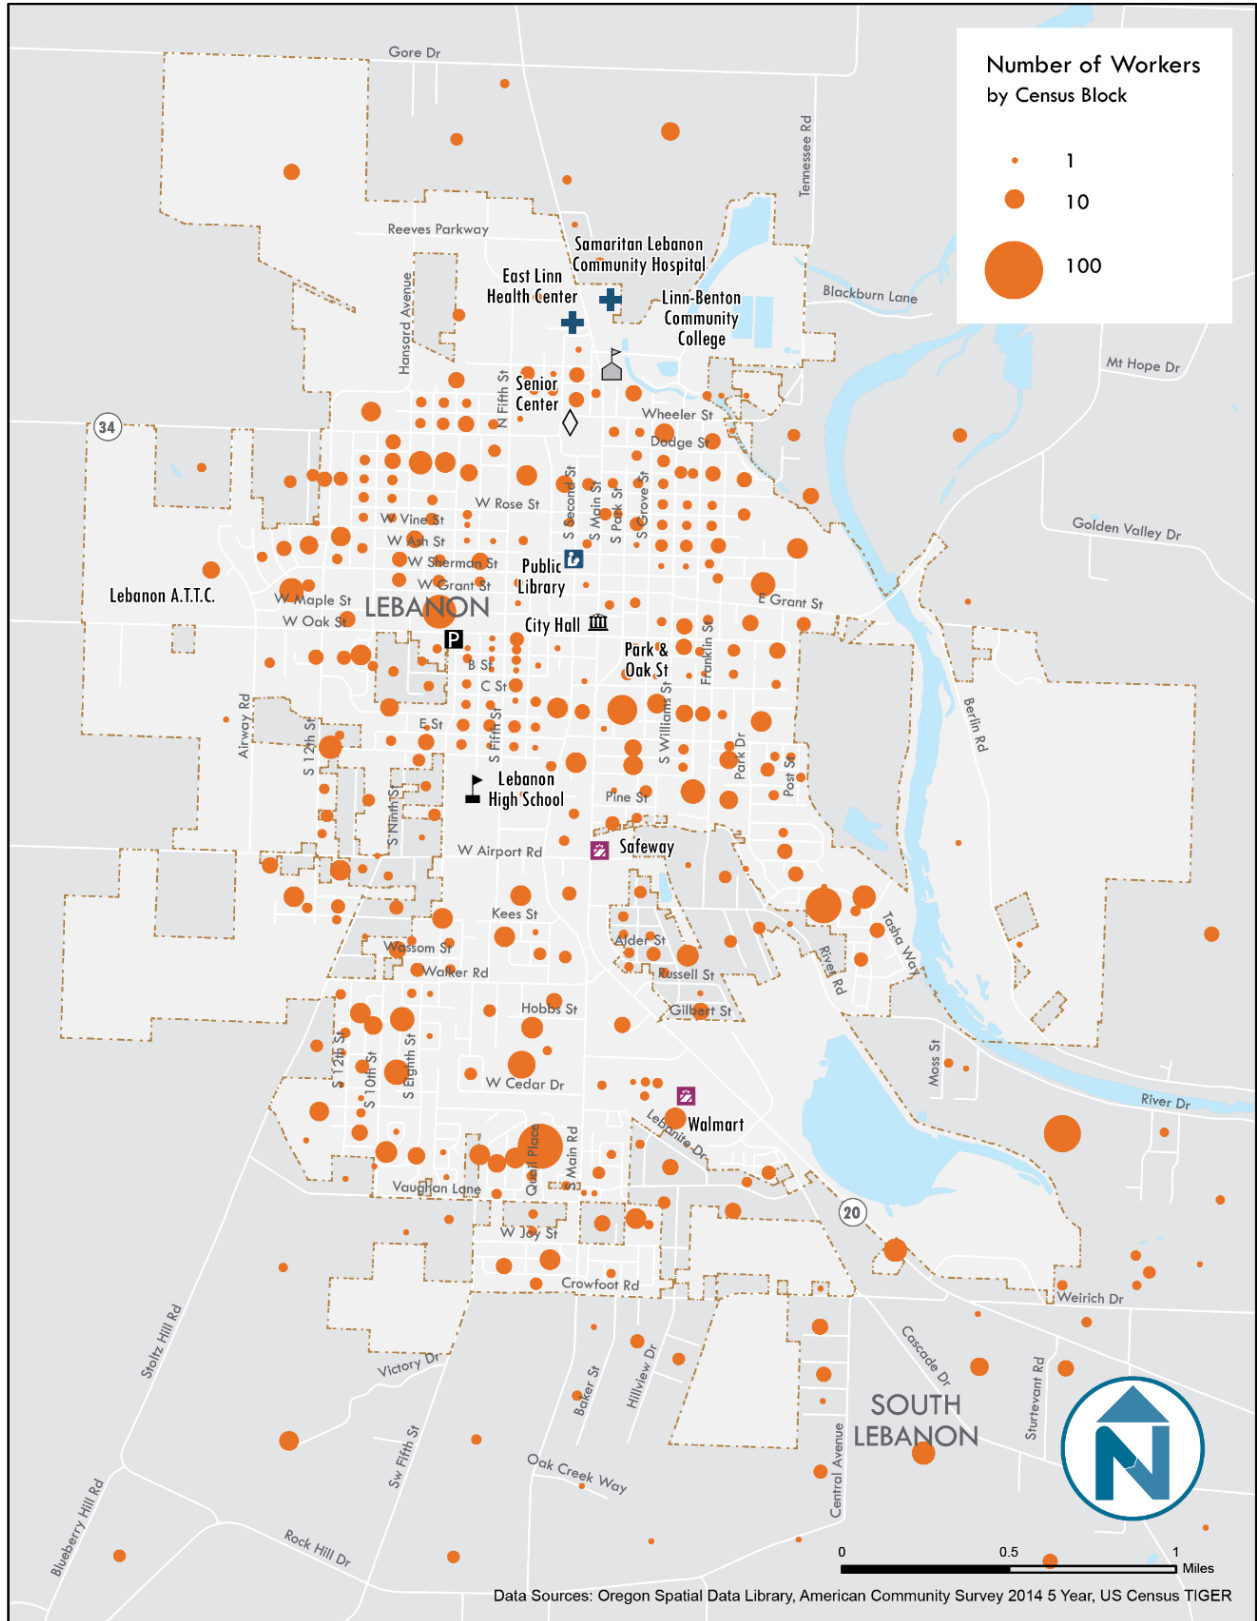 Number of Workers
by Census Block
1
10
100
Gore Dr
Tennessee Rd
Reeves Parkway
Samaritan Lebanon
Community Hospital
East Linn
Health Center
Linn-Benton
Community
College
Blackburn Lane
Hansard Avenue
Mt Hope Dr
N Fifth St
Senior
Center
Wheeler St
34
Dodge St
S Second St
S Main St
S Park St
S Grove St
W Rose St
W Vine St
W Ash St
Golden Valley Dr
W Sherman St
Public
Library
W Grant St
Lebanon A.T.T.C.
W Maple St
LEBANON
E Grant St
W Oak St
City Hall
P
Park &
Oak St
Franklin St
B St
C St
S Williams St
Airway Rd
Berlin Rd
E St
S Fifth St
S 12th St
Park Dr
Post St
Lebanon
High School
Pine St
S Ninth St
W Airport Rd
Safeway
Kees St
Tasha Way
Wassom St
Alder St
River Rd
Walker Rd
Russell St
Hobbs St
Gilbert St
S 12th St
S 10th St
S Eighth St
Moss St
W Cedar Dr
River Dr
Walmart
Lebanite Dr
Quail Place
S Main Rd
Vaughan Lane
20
W Joy St
Crowfoot Rd
Weirich Dr
Stoltz Hill Rd
Victory Dr
Baker St
Hillview Dr
Cascade Dr
Sturtevant Rd
SOUTH
LEBANON
Sw Fifth St
Central Avenue
Oak Creek Way
N
Blueberry Hill Rd
Rock Hill Dr
0 0.5 1
Miles
Data Sources: Oregon Spatial Data Library, American Community Survey 2014 5 Year, US Census TIGER